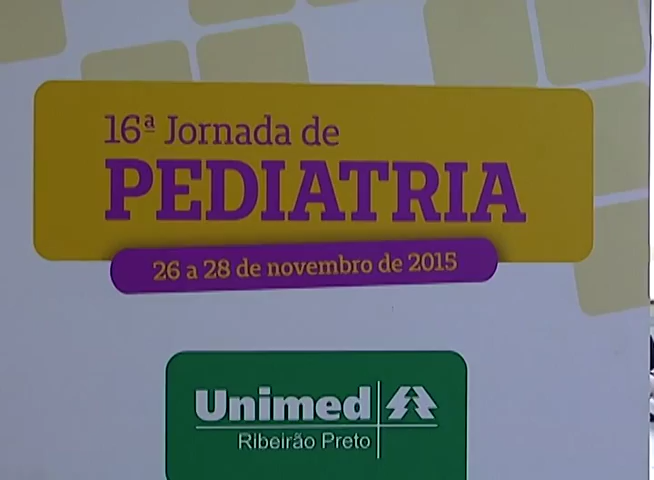 16ª Jornada de
PEDIATRIA
26 a 28 de novembro de 2015
Unimed
Ribeirão Preto